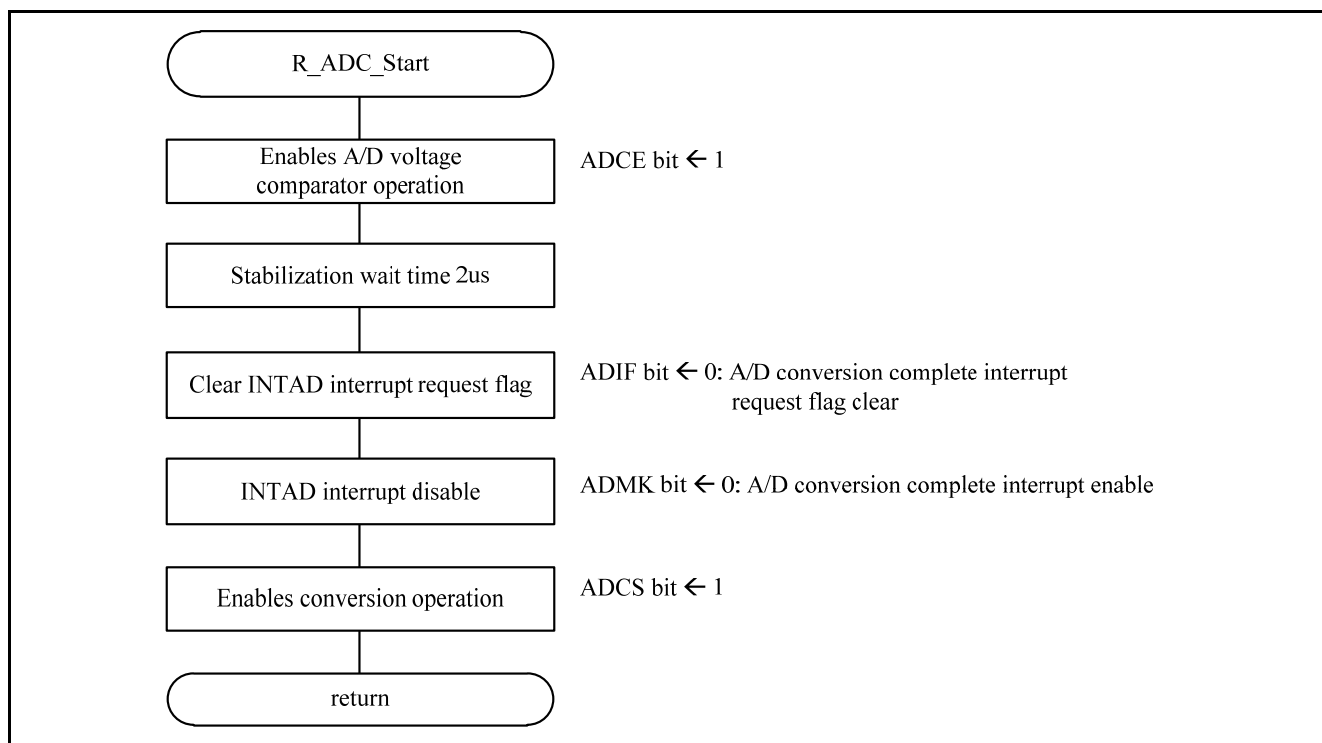 R_ADC_Start
Enables A/D voltage
comparator operation
ADCE bit ← 1
Stabilization wait time 2us
Clear INTAD interrupt request flag
ADIF bit ← 0: A/D conversion complete interrupt
request flag clear
INTAD interrupt disable
ADMK bit ← 0: A/D conversion complete interrupt enable
Enables conversion operation
ADCS bit ← 1
return